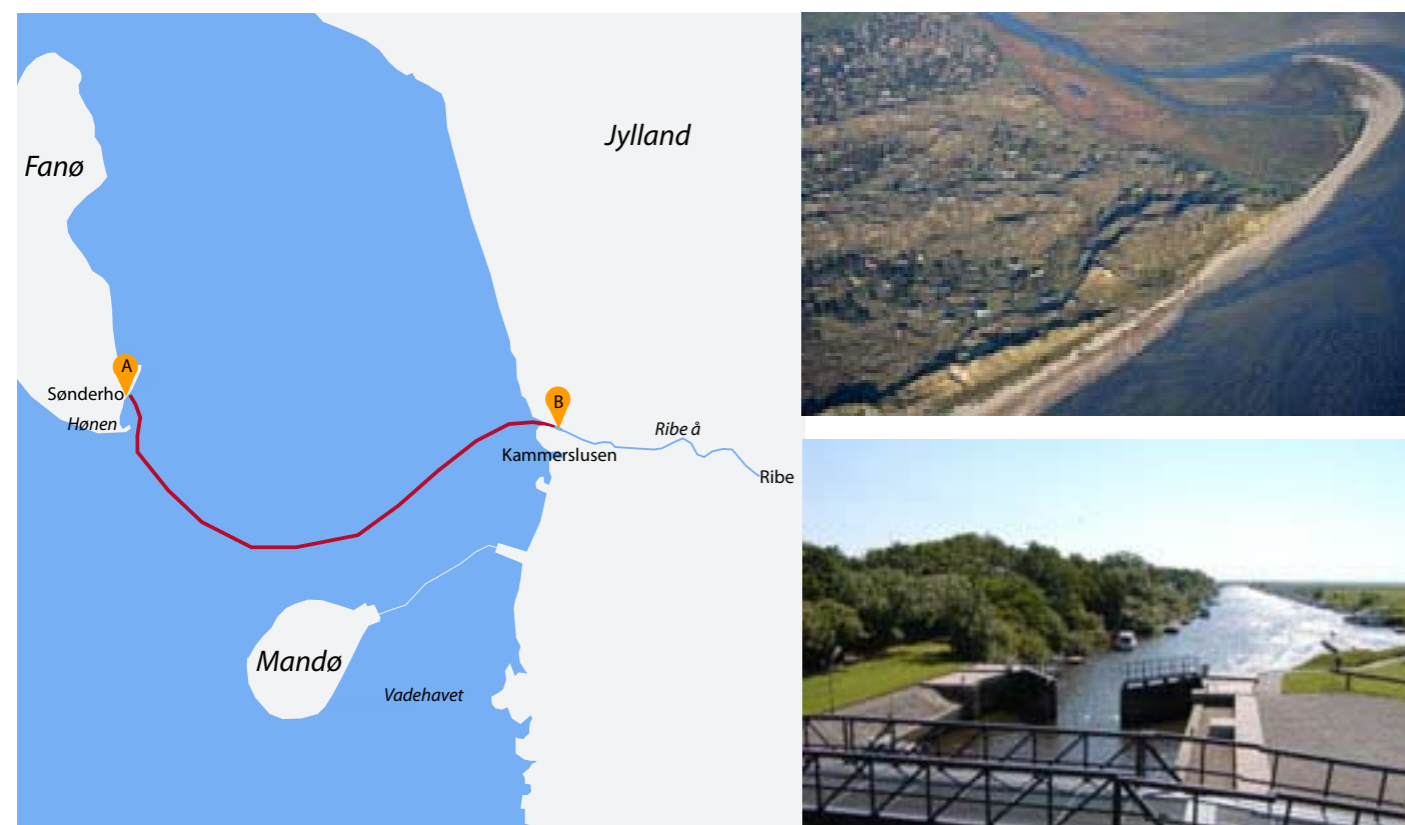 Jylland
Fanø
A
Sønderho
Hønen
B
Ribe å
Kammerslusen
Ribe
Mandø
Vadehavet